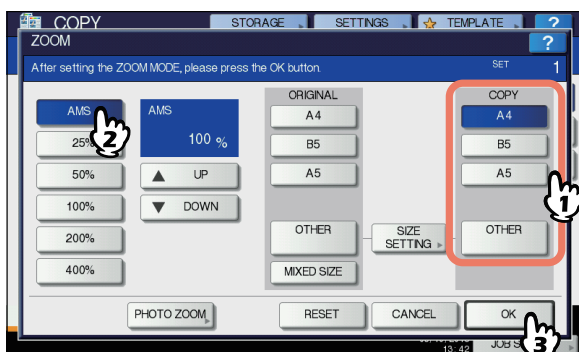 COPY STORAGE SETTINGS TEMPLATE ?
ZOOM ?
After setting the ZOOM MODE, please press the OK button. SET 1
ORIGINAL COPY
AMS AMS A4 A4
25% 2 100 % B5 B5
50% ▲ UP A5 A5 1
100% ▼ DOWN
200% OTHER SIZE SETTING OTHER
400% MIXED SIZE
PHOTO ZOOM RESET CANCEL OK 3
13:42 JOB S